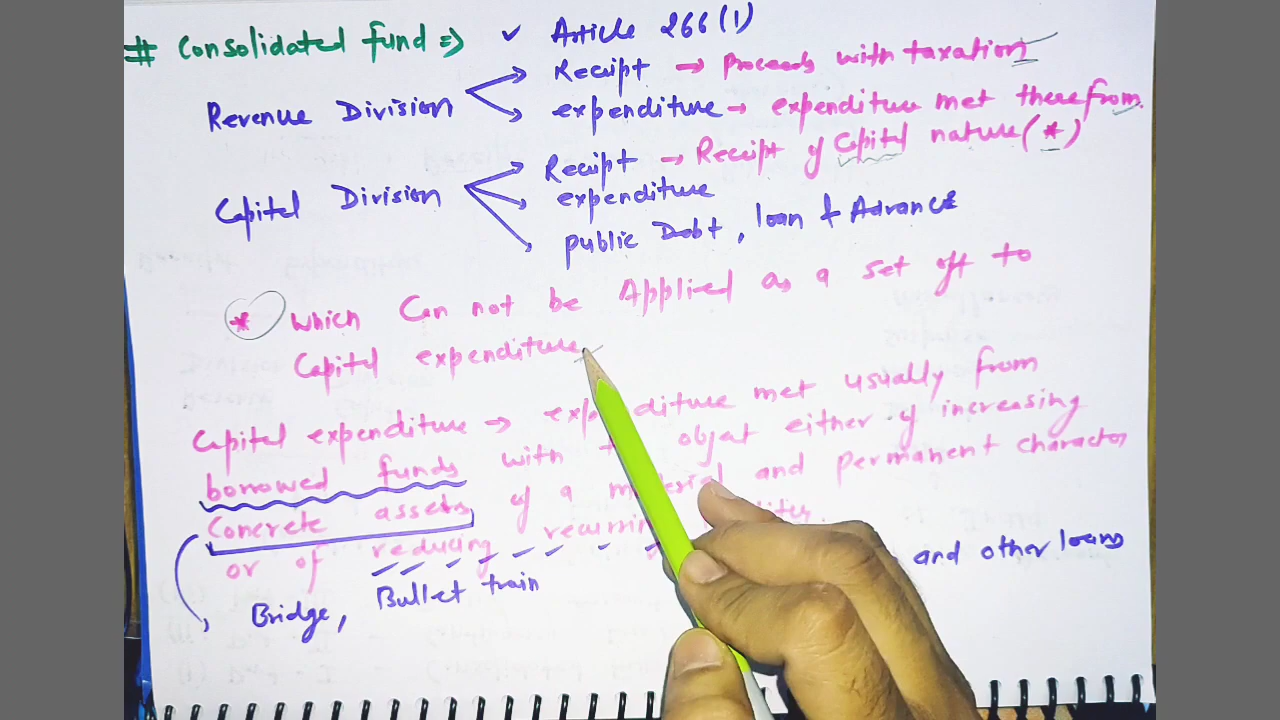 # Consolidated fund => ✓ Article 266(1)
Revenue Division
Receipt → Proceeds with taxation
expenditure → expenditure met therefrom
Capital Division
Receipt → Receipt of Capital nature (*)
expenditure
Public Debt, loan & Advance
* which Can not be Applied as a set off to
Capital expenditure
Capital expenditure → expenditure met usually from
borrowed funds with objat either of increasing
Concrete assets of a material and permanent character
or of reducing recurring
and other loans
Bridge, Bullet train